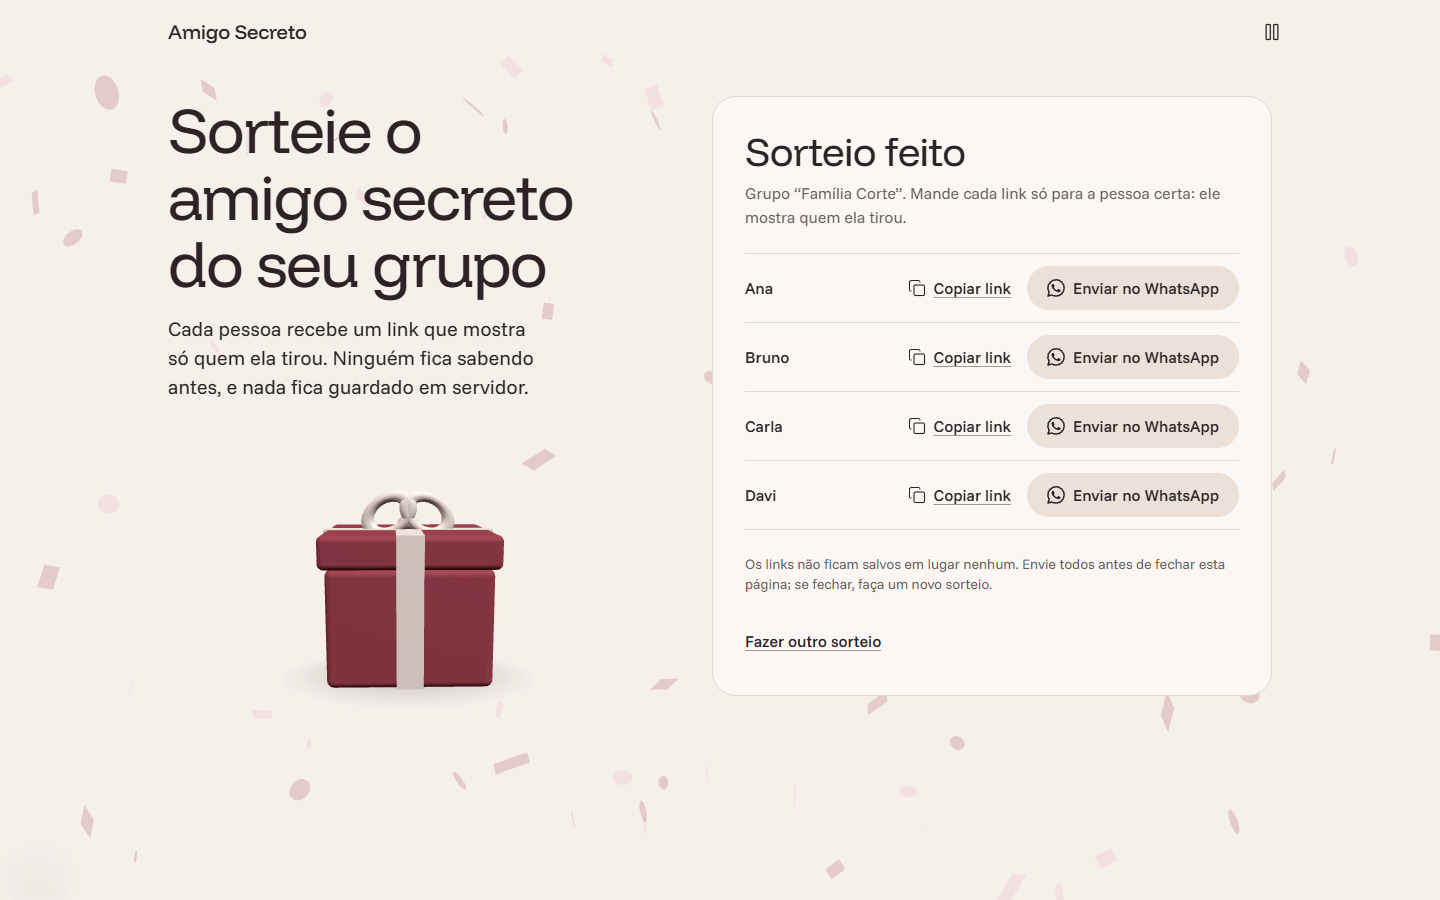 Amigo Secreto
Sorteie o
amigo secreto
do seu grupo
Cada pessoa recebe um link que mostra
só quem ela tirou. Ninguém fica sabendo
antes, e nada fica guardado em servidor.
Sorteio feito
Grupo “Família Corte”. Mande cada link só para a pessoa certa: ele
mostra quem ela tirou.
Ana Copiar link Enviar no WhatsApp
Bruno Copiar link Enviar no WhatsApp
Carla Copiar link Enviar no WhatsApp
Davi Copiar link Enviar no WhatsApp
Os links não ficam salvos em lugar nenhum. Envie todos antes de fechar esta
página; se fechar, faça um novo sorteio.
Fazer outro sorteio